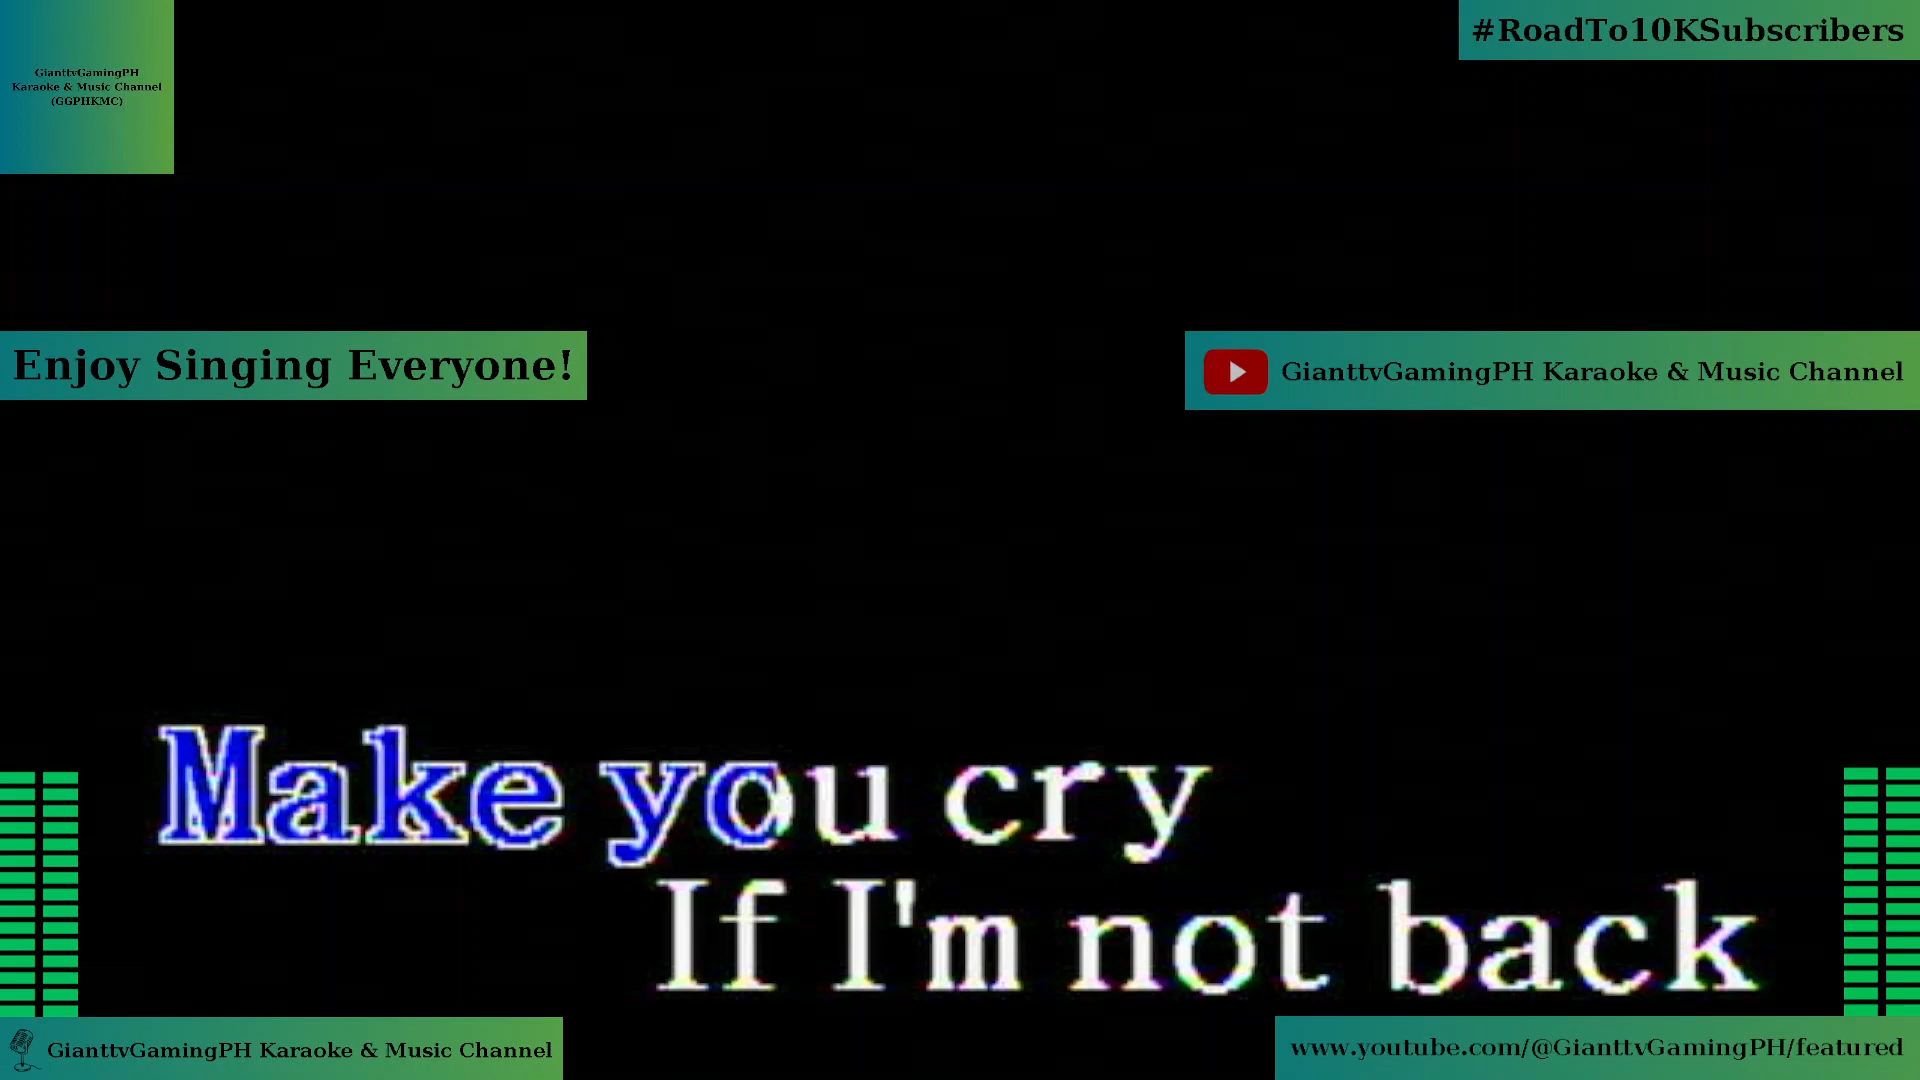 GianttvGamingPH
Karaoke & Music Channel
(GGPHKMC)
#RoadTo10KSubscribers
Enjoy Singing Everyone!
GianttvGamingPH Karaoke & Music Channel
Make you cry
If I'm not back
GianttvGamingPH Karaoke & Music Channel
www.youtube.com/@GianttvGamingPH/featured